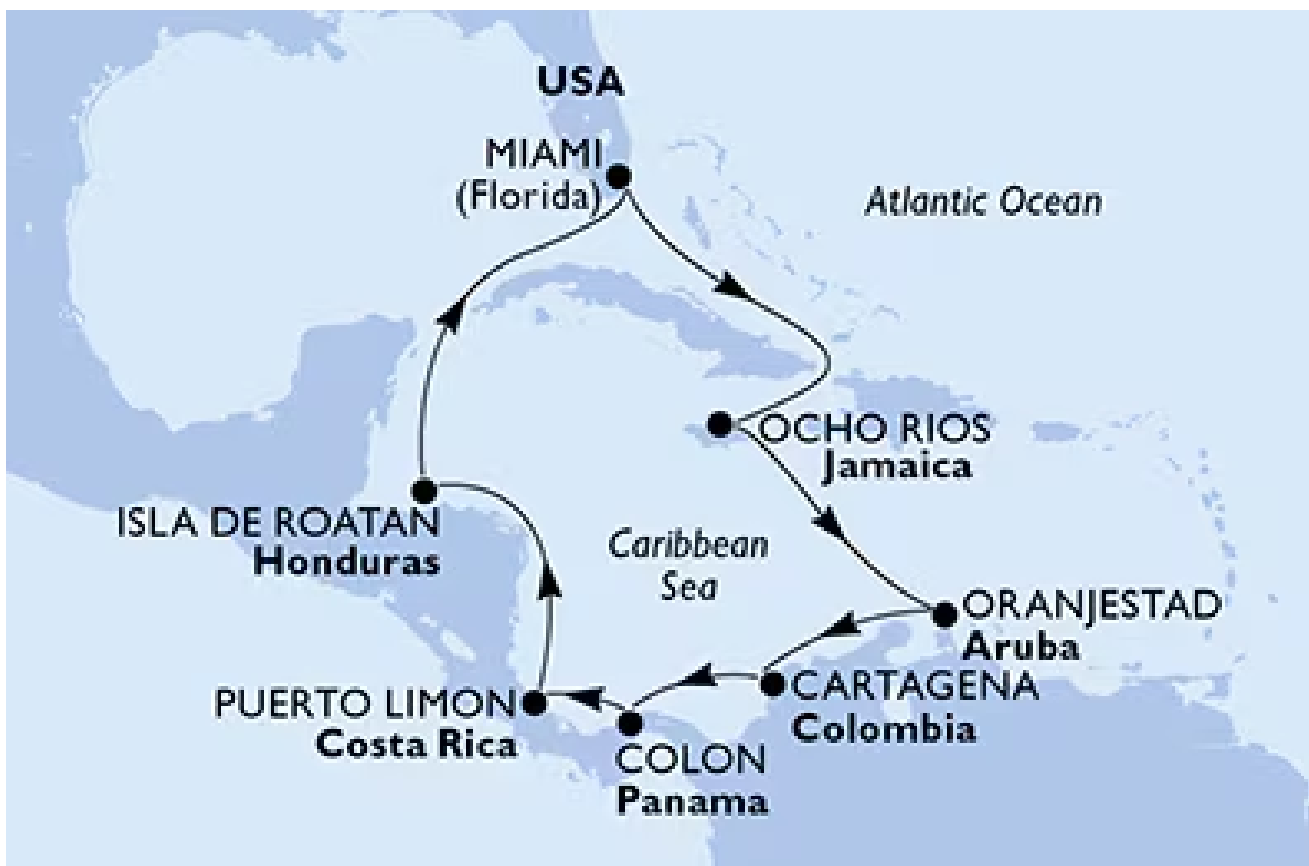 USA
MIAMI
(Florida)
Atlantic Ocean
OCHO RIOS
Jamaica
ISLA DE ROATAN
Honduras
Caribbean
Sea
ORANJESTAD
Aruba
CARTAGENA
Colombia
PUERTO LIMON
Costa Rica
COLON
Panama